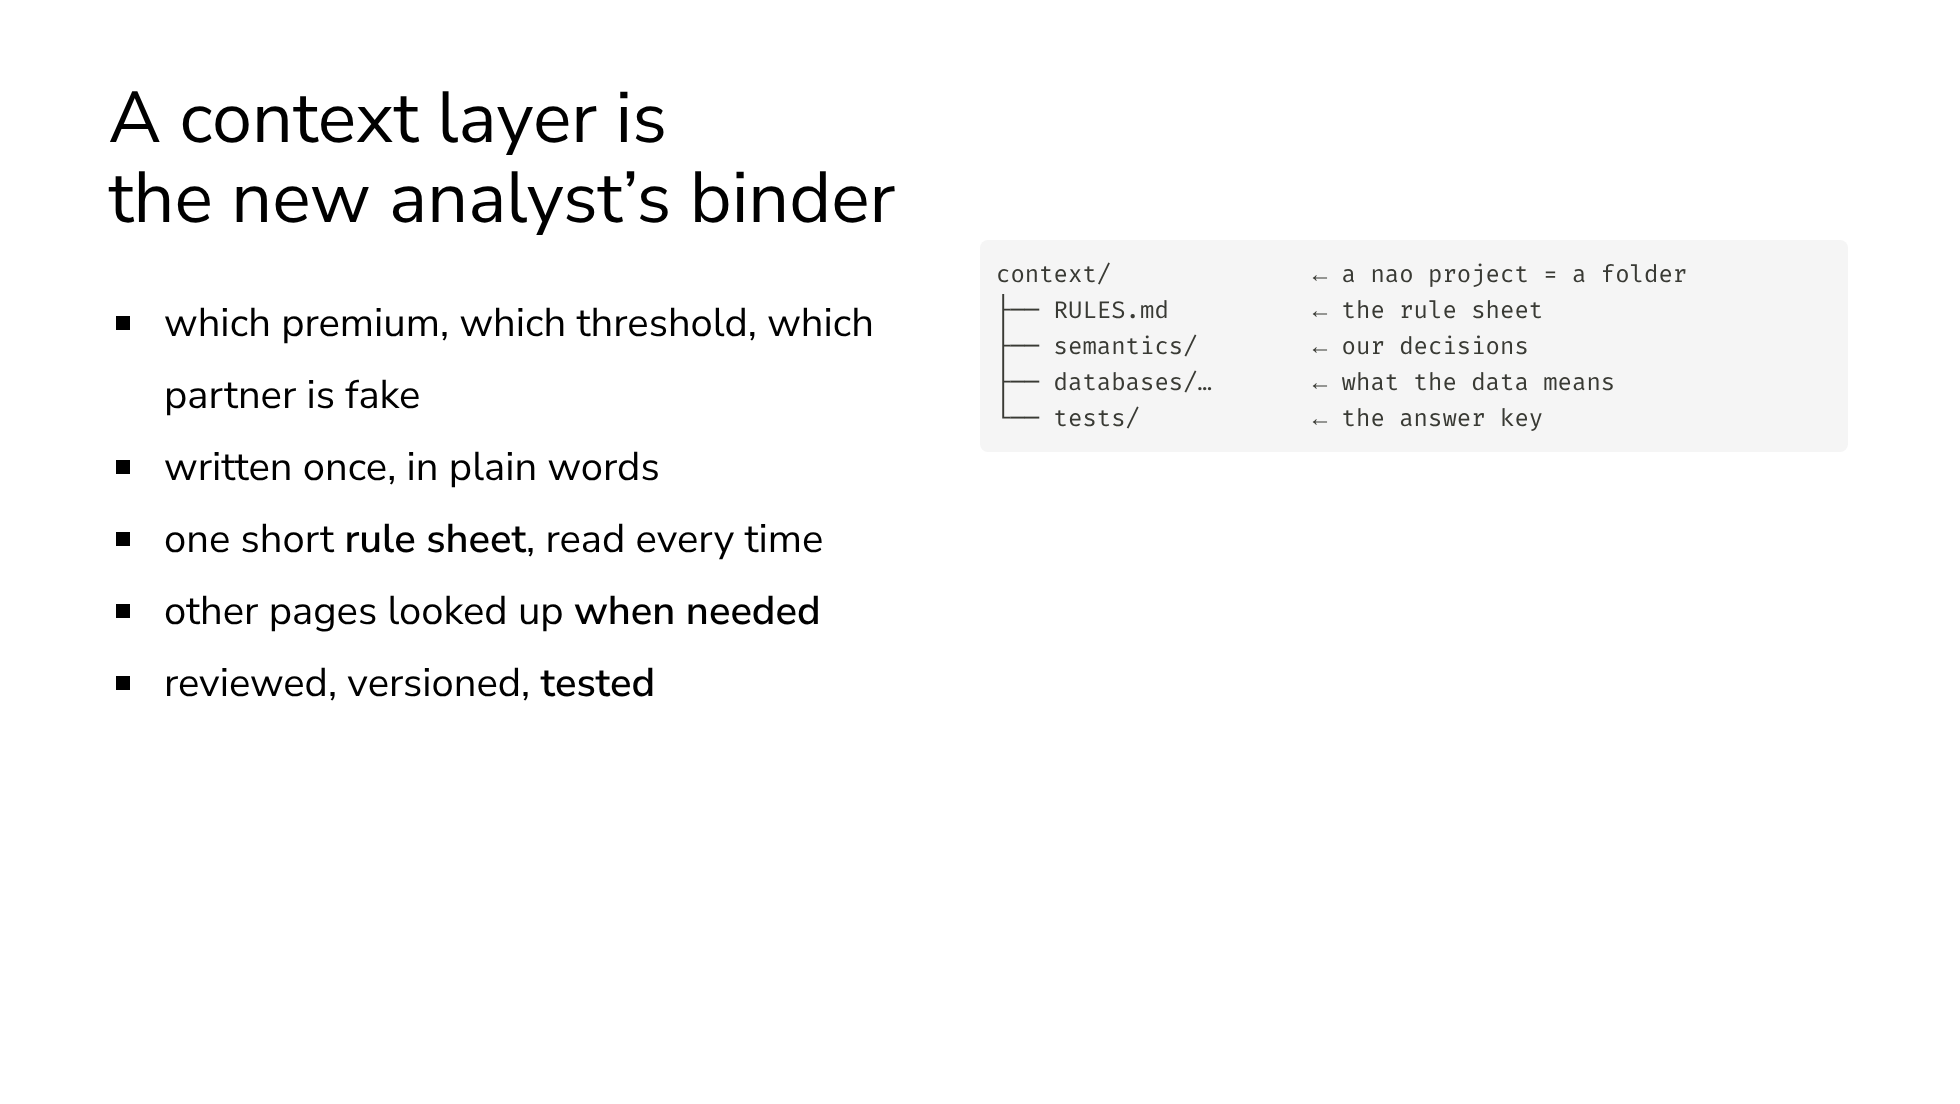 A context layer is
the new analyst’s binder
▪ which premium, which threshold, which
partner is fake
▪ written once, in plain words
▪ one short rule sheet, read every time
▪ other pages looked up when needed
▪ reviewed, versioned, tested
context/              ← a nao project = a folder
├── RULES.md          ← the rule sheet
├── semantics/        ← our decisions
├── databases/…       ← what the data means
└── tests/            ← the answer key